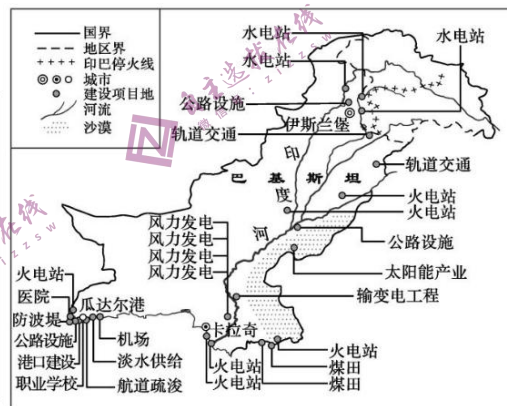 国界
地区界
印巴停火线
城市
建设项目地
河流
沙漠
水电站
水电站
水电站
公路设施
伊斯兰堡
轨道交通
印
度
河
巴基斯坦
轨道交通
火电站
火电站
公路设施
太阳能产业
输变电工程
风力发电
风力发电
风力发电
风力发电
火电站
医院
瓜达尔港
防波堤
公路设施
港口建设
职业学校
机场
淡水供给
航道疏浚
卡拉奇
火电站
火电站
火电站
煤田
煤田
zizzsw